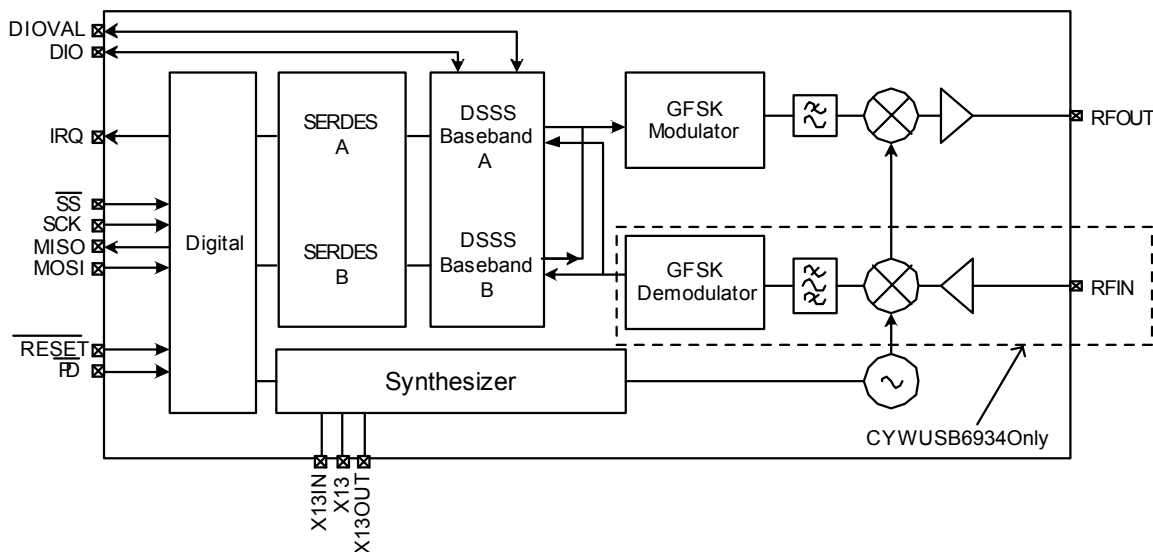 DIOVAL
DIO
IRQ
SS
SCK
MISO
MOSI
RESET
PD
Digital
SERDES
A
SERDES
B
DSSS
Baseband
A
DSSS
Baseband
B
GFSK
Modulator
GFSK
Demodulator
RFOUT
RFIN
Synthesizer
CYWUSB6934Only
X13IN
X13
X13OUT